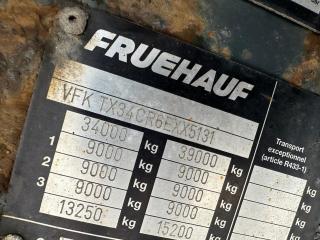 FRUEHAUF
VFK TX34CR6EXX5131
34000 kg 39000 kg
1 9000 kg 9000 kg
2 9000 kg 9000 kg
3 9000 kg 9000 kg
13250 kg 15200 kg
Transport
exceptionnel
(article R433-1)